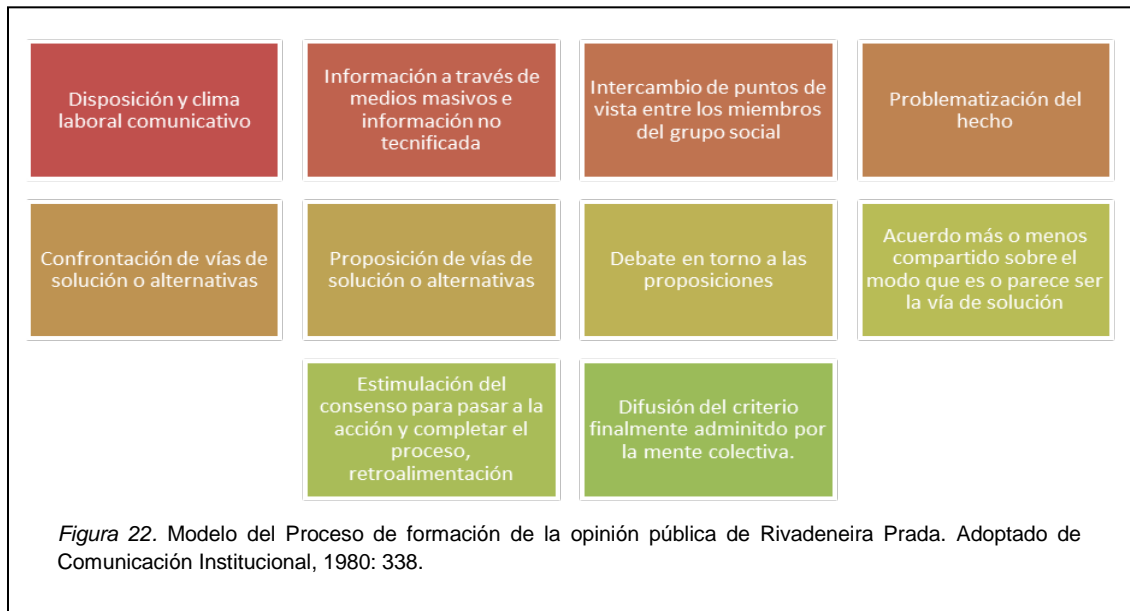 Disposición y clima
laboral comunicativo
Información a través de
medios masivos e
información no
tecnificada
Intercambio de puntos de
vista entre los miembros
del grupo social
Problematización del
hecho
Confrontación de vías de
solución o alternativas
Proposición de vías de
solución o alternativas
Debate en torno a las
proposiciones
Acuerdo más o menos
compartido sobre el
modo que es o parece ser
la vía de solución
Estimulación del
consenso para pasar a la
acción y completar el
proceso,
retroalimentación
Difusión del criterio
finalmente adminitdo por
la mente colectiva.
Figura 22. Modelo del Proceso de formación de la opinión pública de Rivadeneira Prada. Adoptado de
Comunicación Institucional, 1980: 338.